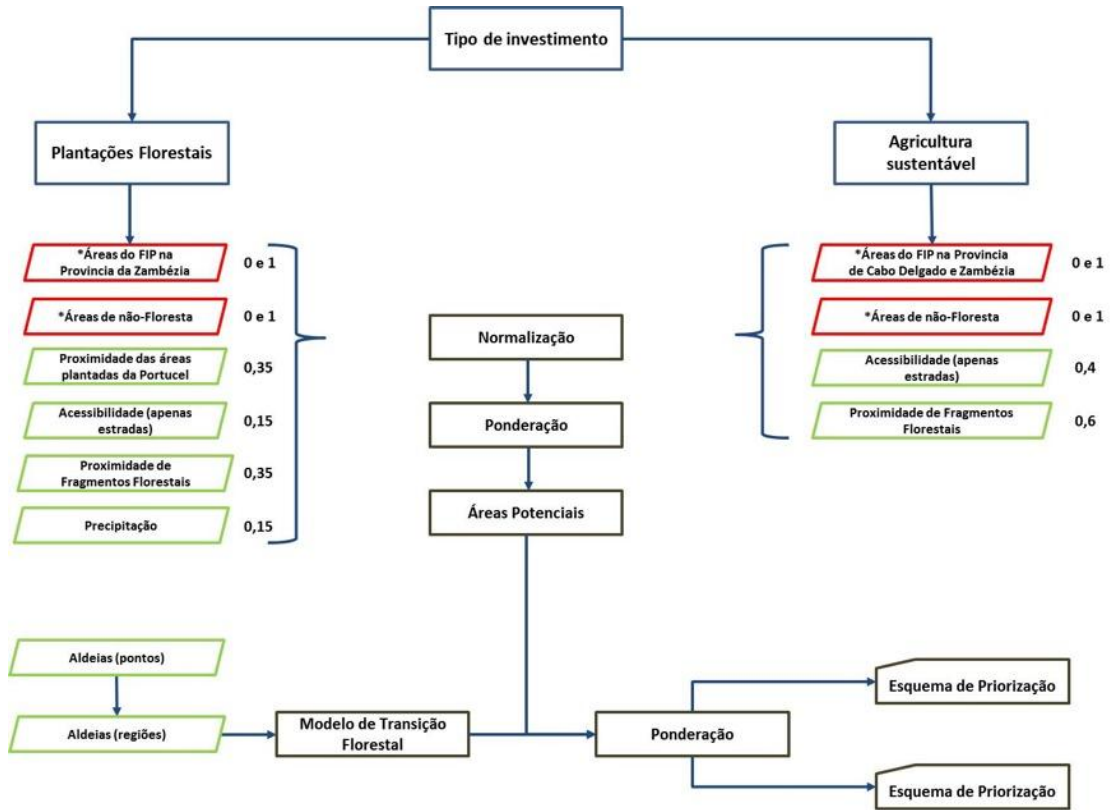 Tipo de investimento
Plantações Florestais
Agricultura
sustentável
*Áreas do FIP na
Provincia da Zambézia
0 e 1
*Áreas de não-Floresta
0 e 1
Proximidade das áreas
plantadas da Portucel
0,35
Acessibilidade (apenas
estradas)
0,15
Proximidade de
Fragmentos Florestais
0,35
Precipitação
0,15
Normalização
Ponderação
Áreas Potenciais
*Áreas do FIP na Provincia
de Cabo Delgado e Zambézia
0 e 1
*Áreas de não-Floresta
0 e 1
Acessibilidade (apenas
estradas)
0,4
Proximidade de Fragmentos
Florestais
0,6
Aldeias (pontos)
Aldeias (regiões)
Modelo de Transição
Florestal
Ponderação
Esquema de Priorização
Esquema de Priorização